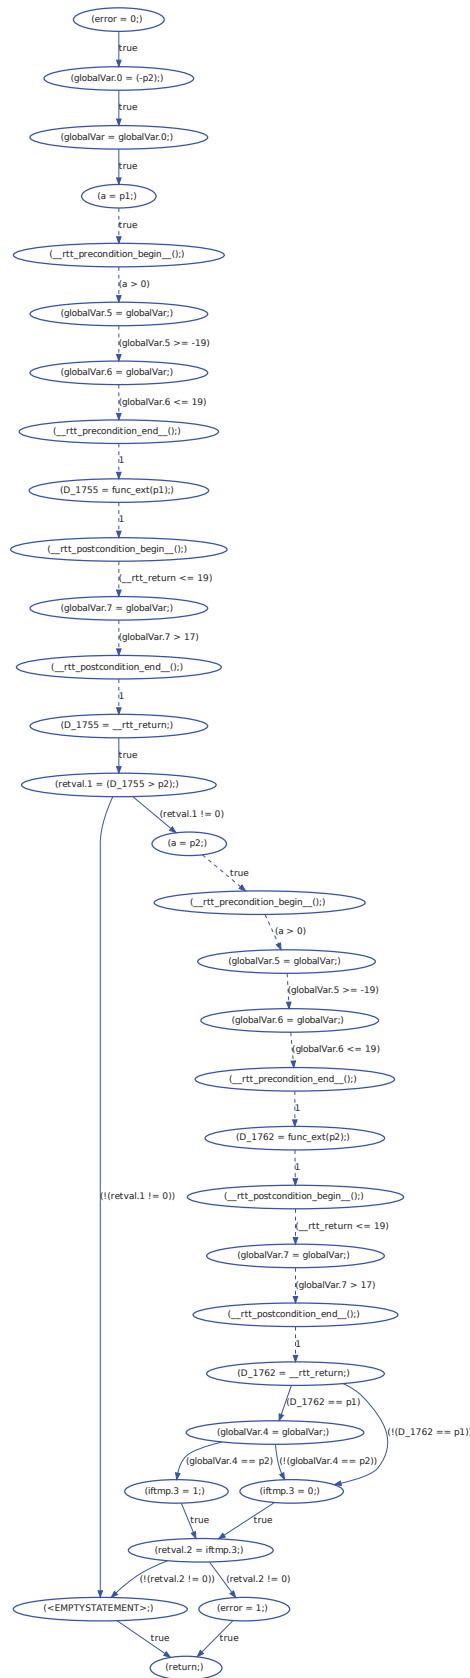 (error = 0;)
true
(globalVar.0 = (-p2);)
true
(globalVar = globalVar.0;)
true
(a = p1;)
true
(__rtt_precondition_begin__();)
(a > 0)
(globalVar.5 = globalVar;)
(globalVar.5 >= -19)
(globalVar.6 = globalVar;)
(globalVar.6 <= 19)
(__rtt_precondition_end__();)
1
(D_1755 = func_ext(p1);)
1
(__rtt_postcondition_begin__();)
(__rtt_return <= 19)
(globalVar.7 = globalVar;)
(globalVar.7 > 17)
(__rtt_postcondition_end__();)
1
(D_1755 = __rtt_return;)
true
(retval.1 = (D_1755 > p2);)
(retval.1 != 0)
(a = p2;)
true
(__rtt_precondition_begin__();)
(a > 0)
(globalVar.5 = globalVar;)
(globalVar.5 >= -19)
(globalVar.6 = globalVar;)
(globalVar.6 <= 19)
(__rtt_precondition_end__();)
1
(D_1762 = func_ext(p2);)
1
(!(retval.1 != 0))
(__rtt_postcondition_begin__();)
(__rtt_return <= 19)
(globalVar.7 = globalVar;)
(globalVar.7 > 17)
(__rtt_postcondition_end__();)
1
(D_1762 = __rtt_return;)
(D_1762 == p1)
(globalVar.4 = globalVar;)
(!(D_1762 == p1))
(globalVar.4 == p2)
(!(globalVar.4 == p2))
(iftmp.3 = 1;)
(iftmp.3 = 0;)
true
true
(retval.2 = iftmp.3;)
(!(retval.2 != 0))
(retval.2 != 0)
(<EMPTYSTATEMENT>;)
(error = 1;)
true
true
(return;)